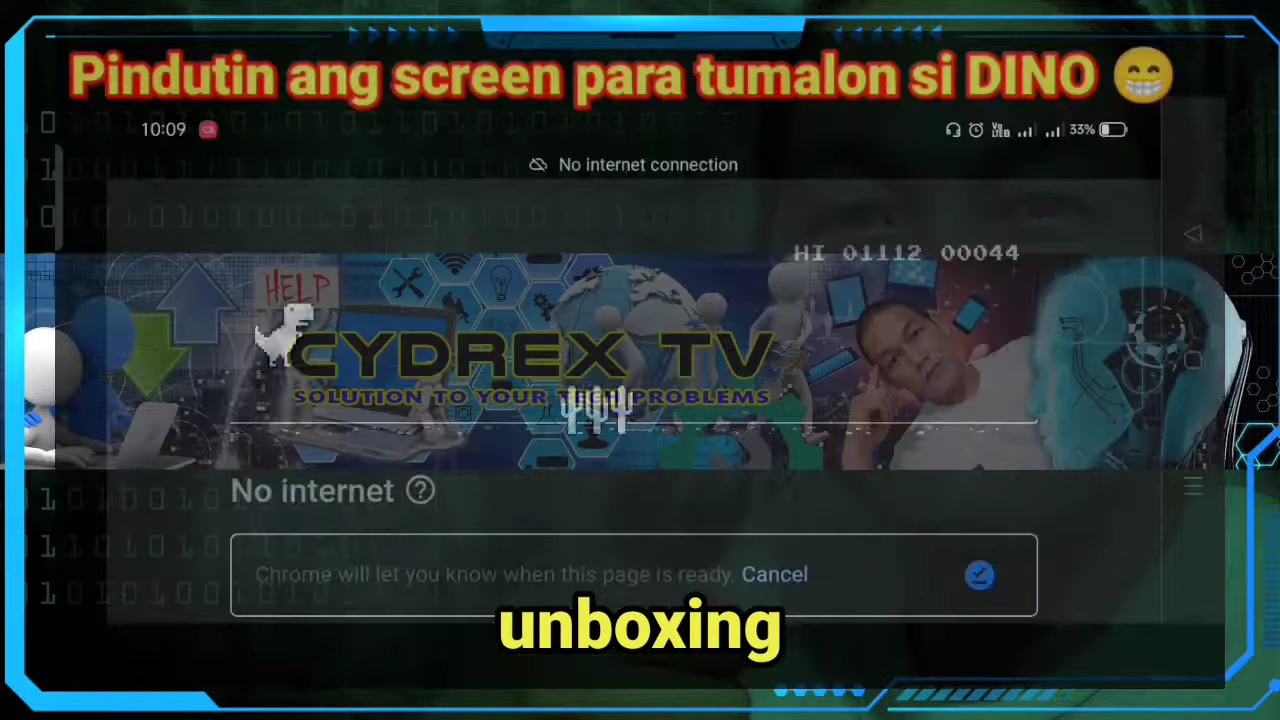 Pindutin ang screen para tumalon si DINO 😁
10:09
33%
No internet connection
HI 01112 00044
HELP
CYDREX TV
SOLUTION TO YOUR TECH PROBLEMS
No internet
Chrome will let you know when this page is ready. Cancel
unboxing